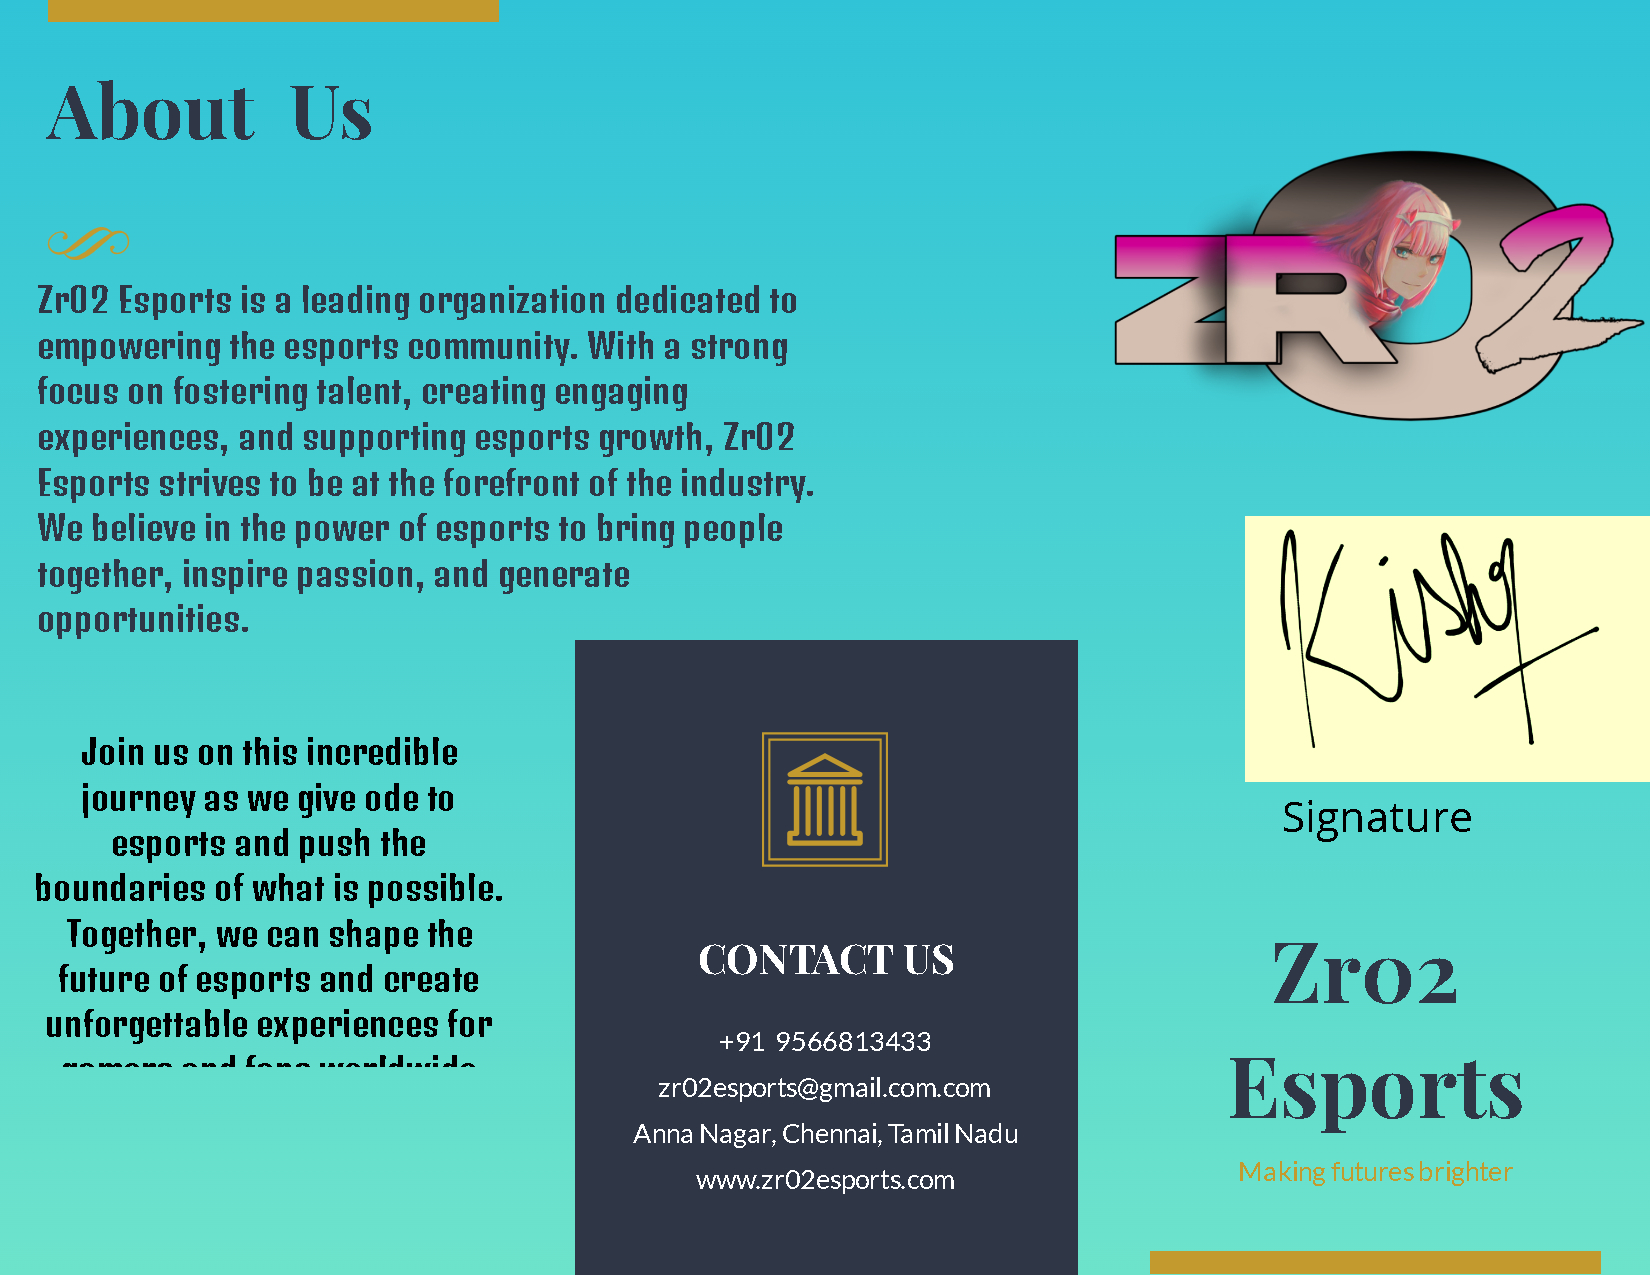 About Us
Zr02 Esports is a leading organization dedicated to
empowering the esports community. With a strong
focus on fostering talent, creating engaging
experiences, and supporting esports growth, Zr02
Esports strives to be at the forefront of the industry.
We believe in the power of esports to bring people
together, inspire passion, and generate
opportunities.
Join us on this incredible
journey as we give ode to
esports and push the
boundaries of what is possible.
Together, we can shape the
future of esports and create
unforgettable experiences for
gamers and fans worldwide
CONTACT US
+91 9566813433
zr02esports@gmail.com.com
Anna Nagar, Chennai, Tamil Nadu
www.zr02esports.com
ZR02
Signature
Zr02
Esports
Making futures brighter